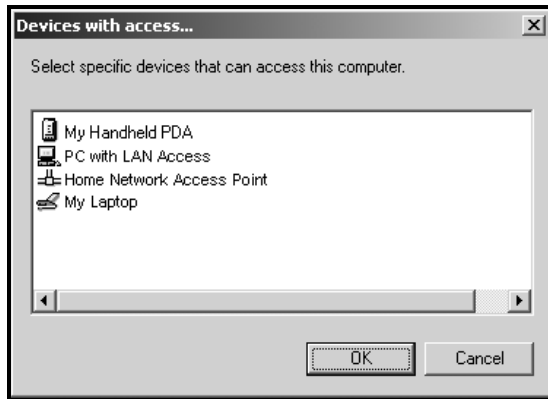 Devices with access...
Select specific devices that can access this computer.
My Handheld PDA
PC with LAN Access
Home Network Access Point
My Laptop
OK Cancel